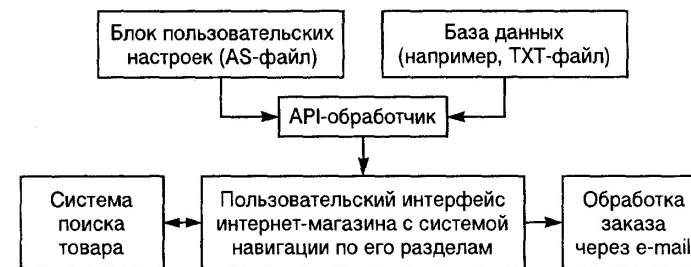 Блок пользовательских
настроек (AS-файл)
База данных
(например, TXT-файл)
API-обработчик
Система
поиска
товара
Пользовательский интерфейс
интернет-магазина с системой
навигации по его разделам
Обработка
заказа
через e-mail